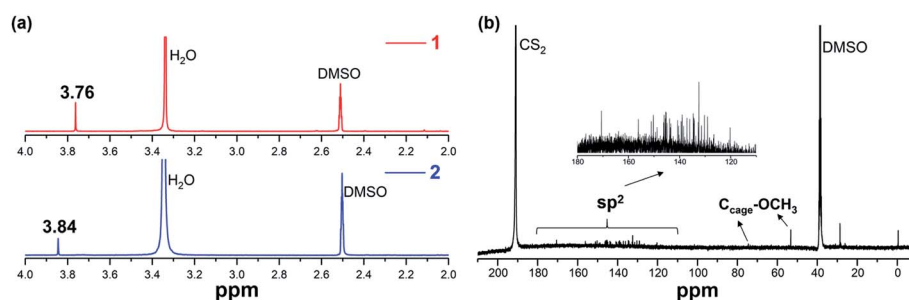 (a)
1
H₂O
DMSO
3.76
4.0 3.8 3.6 3.4 3.2 3.0 2.8 2.6 2.4 2.2 2.0
2
H₂O
DMSO
3.84
4.0 3.8 3.6 3.4 3.2 3.0 2.8 2.6 2.4 2.2 2.0
ppm
(b)
CS₂
DMSO
180 160 140 120
sp²
C_cage-OCH₃
210 200 180 160 140 120 100 80 60 40 20 0
ppm